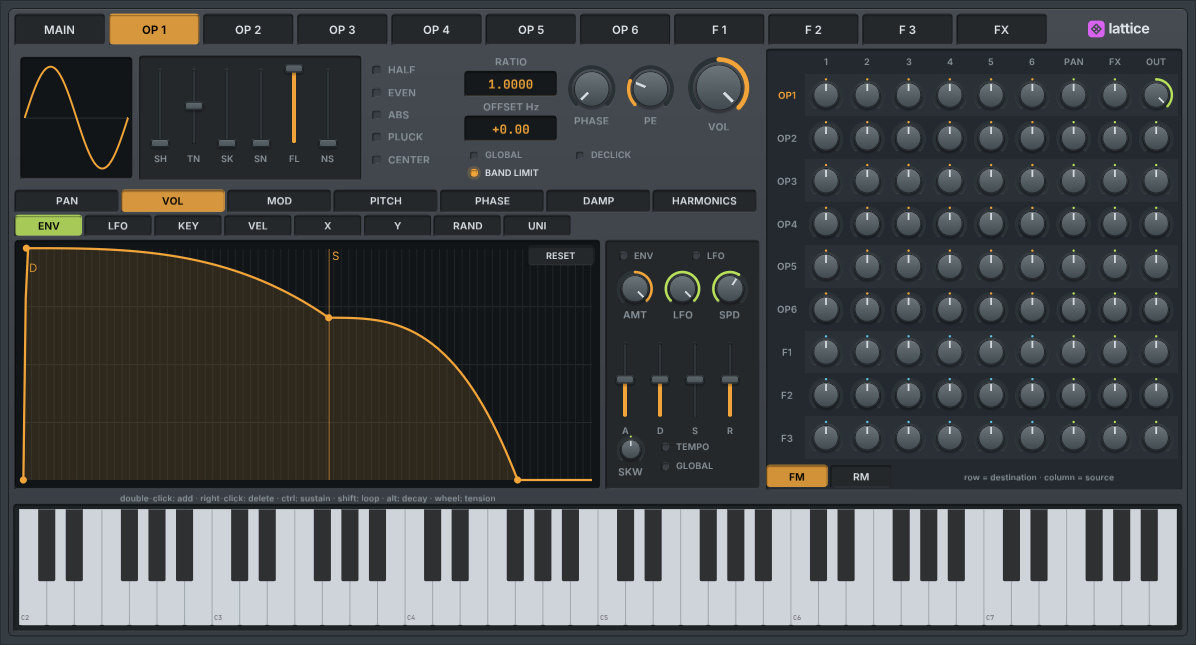 MAIN OP 1 OP 2 OP 3 OP 4 OP 5 OP 6 F 1 F 2 F 3 FX lattice
SH TN SK SN FL NS
HALF
EVEN
ABS
PLUCK
CENTER
RATIO
1.0000
OFFSET Hz
+0.00
PHASE PE VOL
GLOBAL DECLICK
BAND LIMIT
PAN VOL MOD PITCH PHASE DAMP HARMONICS
ENV LFO KEY VEL X Y RAND UNI
D S RESET
ENV LFO
AMT LFO SPD
A D S R
SKW
TEMPO
GLOBAL
1 2 3 4 5 6 PAN FX OUT
OP1
OP2
OP3
OP4
OP5
OP6
F1
F2
F3
FM RM row = destination · column = source
double-click: add · right-click: delete · ctrl: sustain · shift: loop · alt: decay · wheel: tension
C2 C3 C4 C5 C6 C7